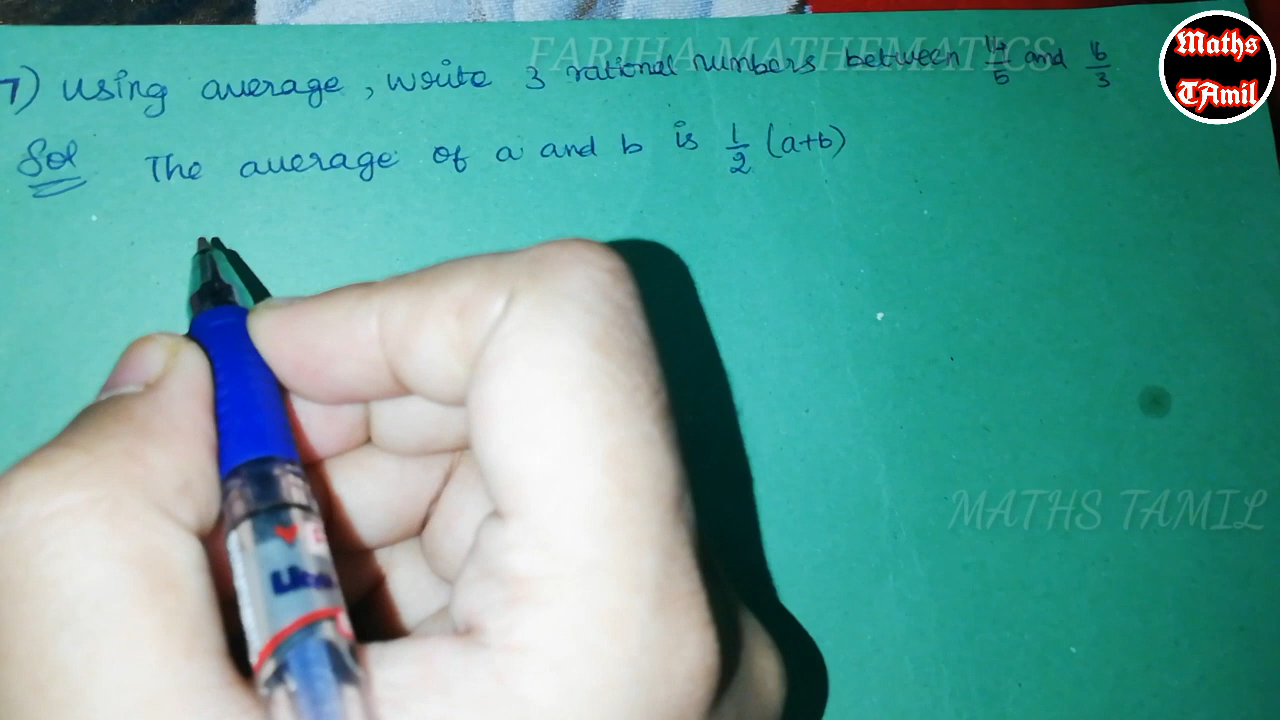 FARIHA MATHEMATICS
Maths
TAmil
7) Using average, write 3 rational numbers between 14/5 and 16/3
Sol The average of a and b is 1/2 (a+b)
MATHS TAMIL